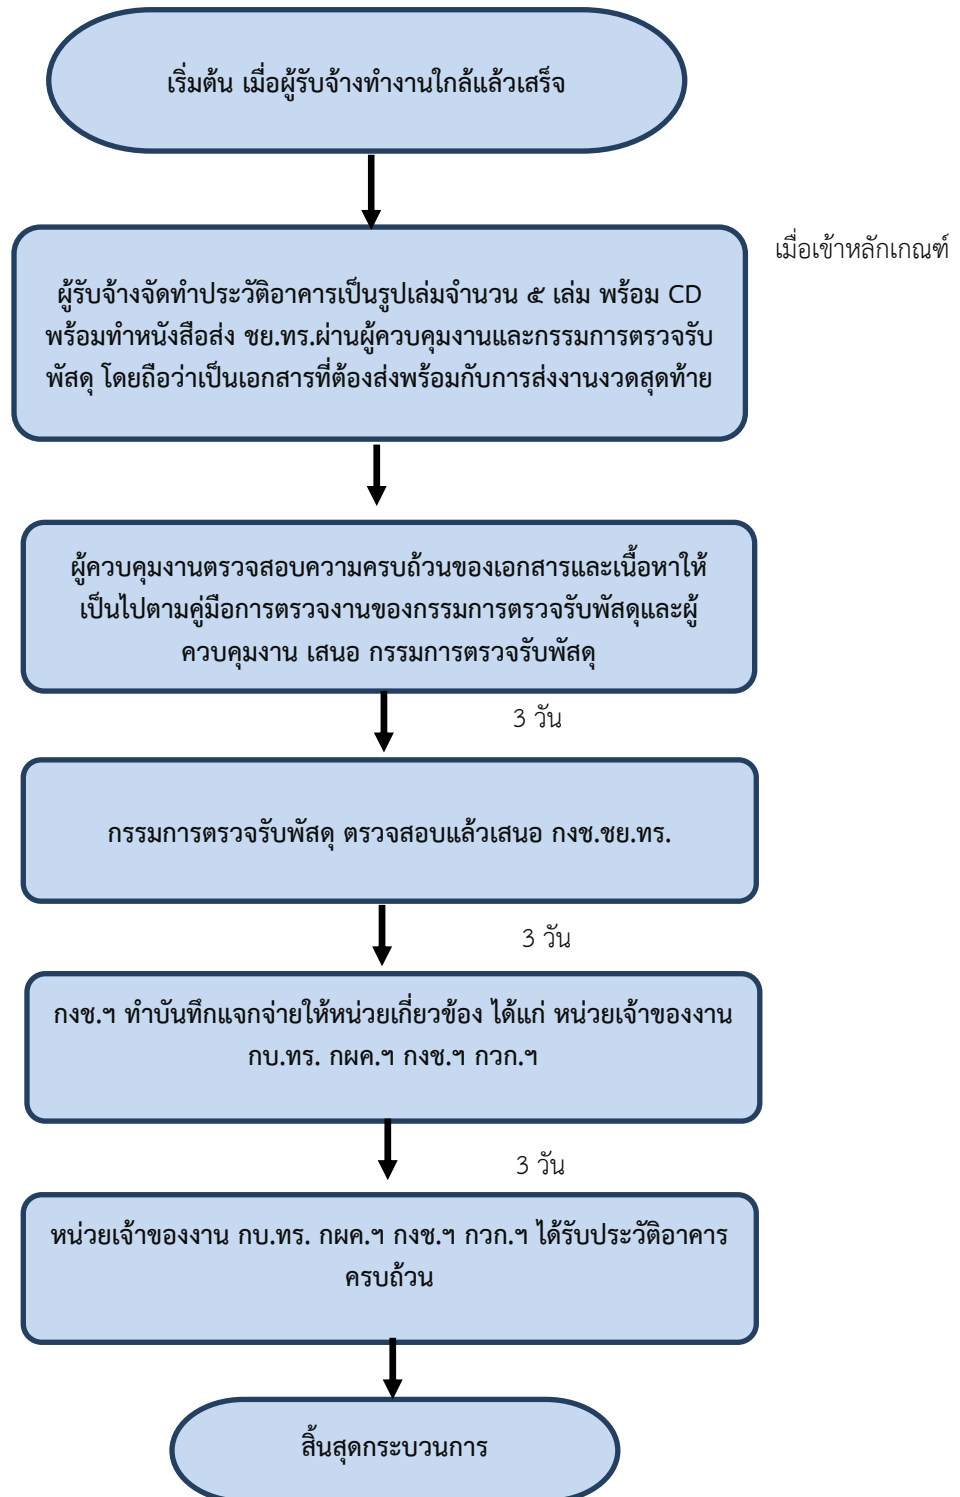 เริ่มต้น เมื่อผู้รับจ้างทำงานใกล้แล้วเสร็จ
เมื่อเข้าหลักเกณฑ์
ผู้รับจ้างจัดทำประวัติอาคารเป็นรูปเล่มจำนวน ๕ เล่ม พร้อม CD
พร้อมทำหนังสือส่ง ชย.ทร.ผ่านผู้ควบคุมงานและกรรมการตรวจรับ
พัสดุ โดยถือว่าเป็นเอกสารที่ต้องส่งพร้อมกับการส่งงานงวดสุดท้าย
ผู้ควบคุมงานตรวจสอบความครบถ้วนของเอกสารและเนื้อหาให้
เป็นไปตามคู่มือการตรวจงานของกรรมการตรวจรับพัสดุและผู้
ควบคุมงาน เสนอ กรรมการตรวจรับพัสดุ
3 วัน
กรรมการตรวจรับพัสดุ ตรวจสอบแล้วเสนอ กงช.ชย.ทร.
3 วัน
กงช.ฯ ทำบันทึกแจกจ่ายให้หน่วยเกี่ยวข้อง ได้แก่ หน่วยเจ้าของงาน
กบ.ทร. กผค.ฯ กงช.ฯ กวก.ฯ
3 วัน
หน่วยเจ้าของงาน กบ.ทร. กผค.ฯ กงช.ฯ กวก.ฯ ได้รับประวัติอาคาร
ครบถ้วน
สิ้นสุดกระบวนการ